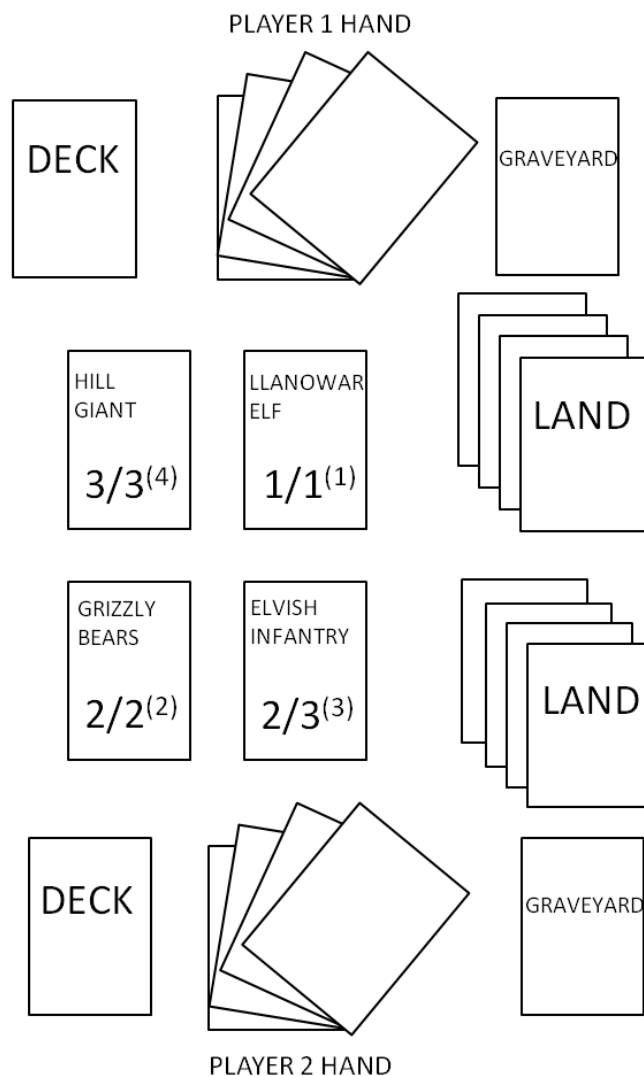 PLAYER 1 HAND
DECK
GRAVEYARD
HILL
GIANT
3/3(4)
LLANOWAR
ELF
1/1(1)
LAND
GRIZZLY
BEARS
2/2(2)
ELVISH
INFANTRY
2/3(3)
LAND
DECK
GRAVEYARD
PLAYER 2 HAND